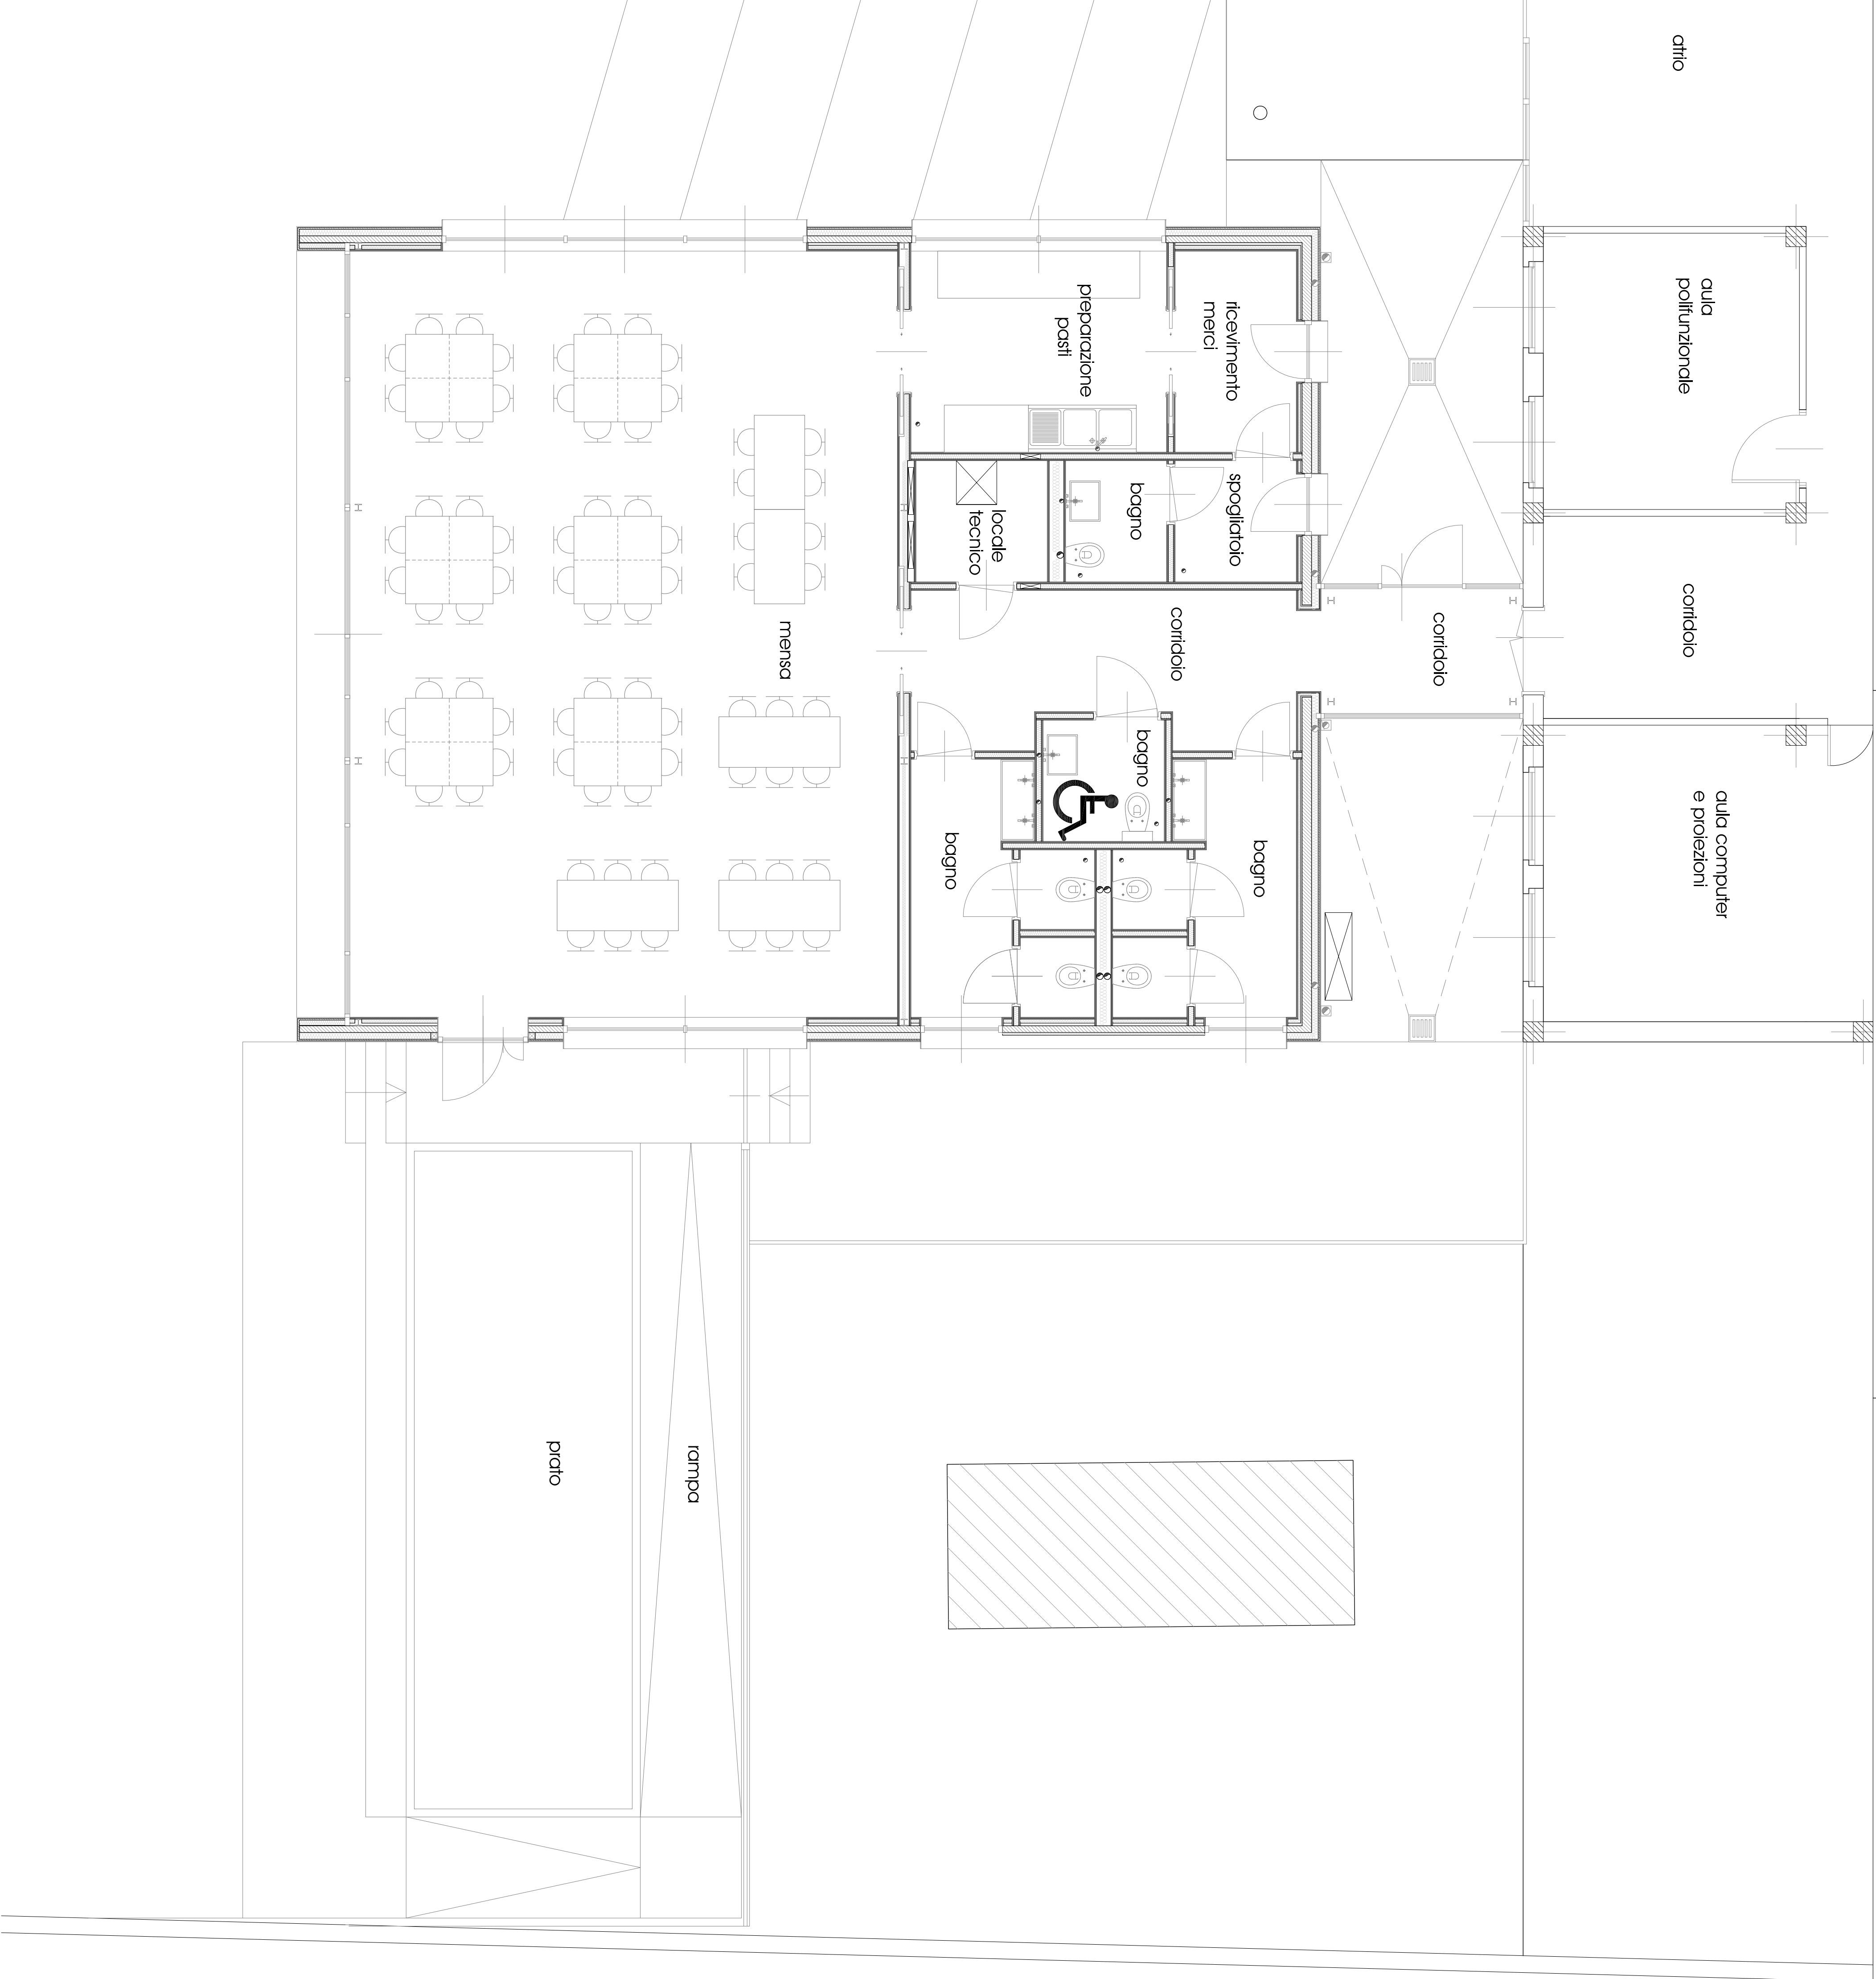 atrio
aula
polifunzionale
corridoio
aula computer
e proiezioni
corridoio
ricevimento
merci
spogliatoio
corridoio
bagno
preparazione
pasti
bagno
bagno
locale
tecnico
bagno
mensa
rampa
prato